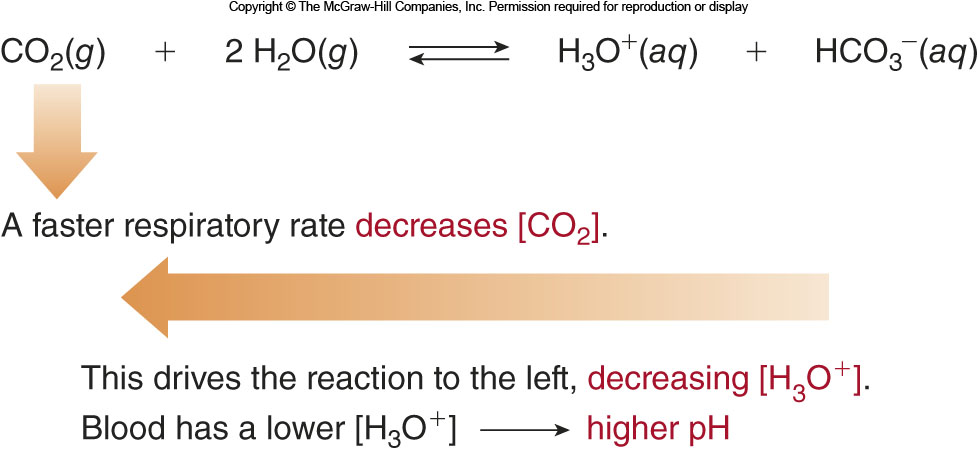 Copyright © The McGraw-Hill Companies, Inc. Permission required for reproduction or display
CO₂(g) + 2 H₂O(g) ⇌ H₃O⁺(aq) + HCO₃⁻(aq)
A faster respiratory rate decreases [CO₂].
This drives the reaction to the left, decreasing [H₃O⁺].
Blood has a lower [H₃O⁺] ⟶ higher pH